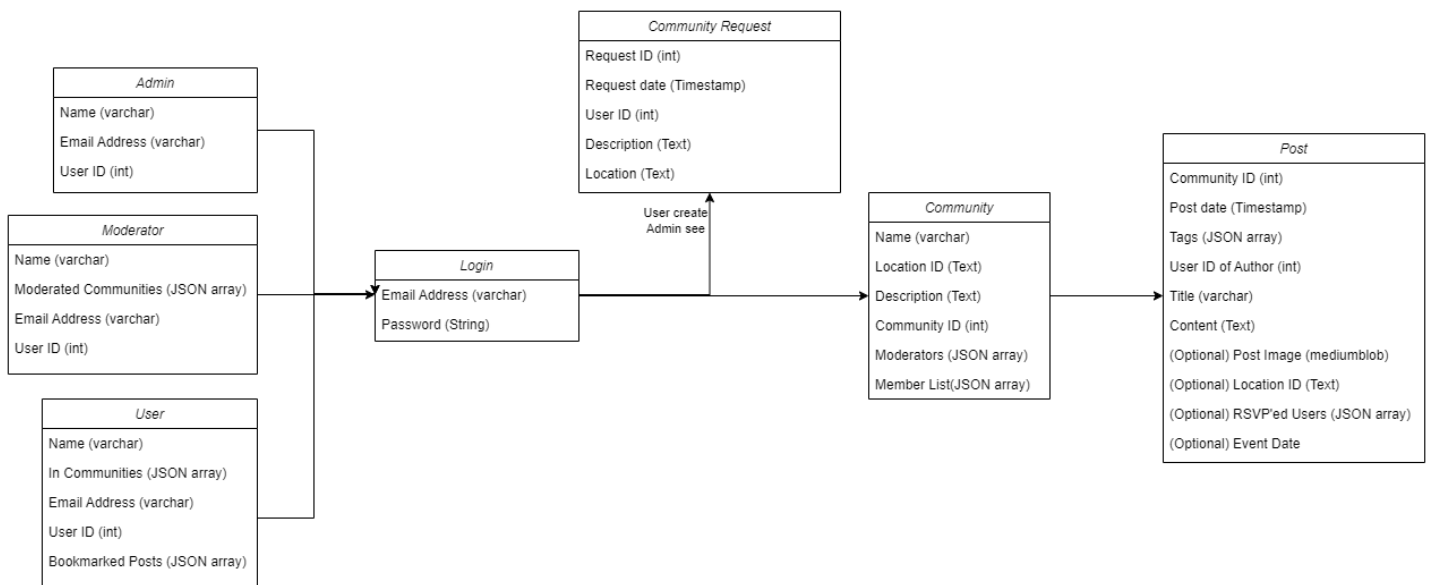 Admin
Name (varchar)
Email Address (varchar)
User ID (int)
Moderator
Name (varchar)
Moderated Communities (JSON array)
Email Address (varchar)
User ID (int)
User
Name (varchar)
In Communities (JSON array)
Email Address (varchar)
User ID (int)
Bookmarked Posts (JSON array)
Login
Email Address (varchar)
Password (String)
Community Request
Request ID (int)
Request date (Timestamp)
User ID (int)
Description (Text)
Location (Text)
User create
Admin see
Community
Name (varchar)
Location ID (Text)
Description (Text)
Community ID (int)
Moderators (JSON array)
Member List(JSON array)
Post
Community ID (int)
Post date (Timestamp)
Tags (JSON array)
User ID of Author (int)
Title (varchar)
Content (Text)
(Optional) Post Image (mediumblob)
(Optional) Location ID (Text)
(Optional) RSVP'ed Users (JSON array)
(Optional) Event Date